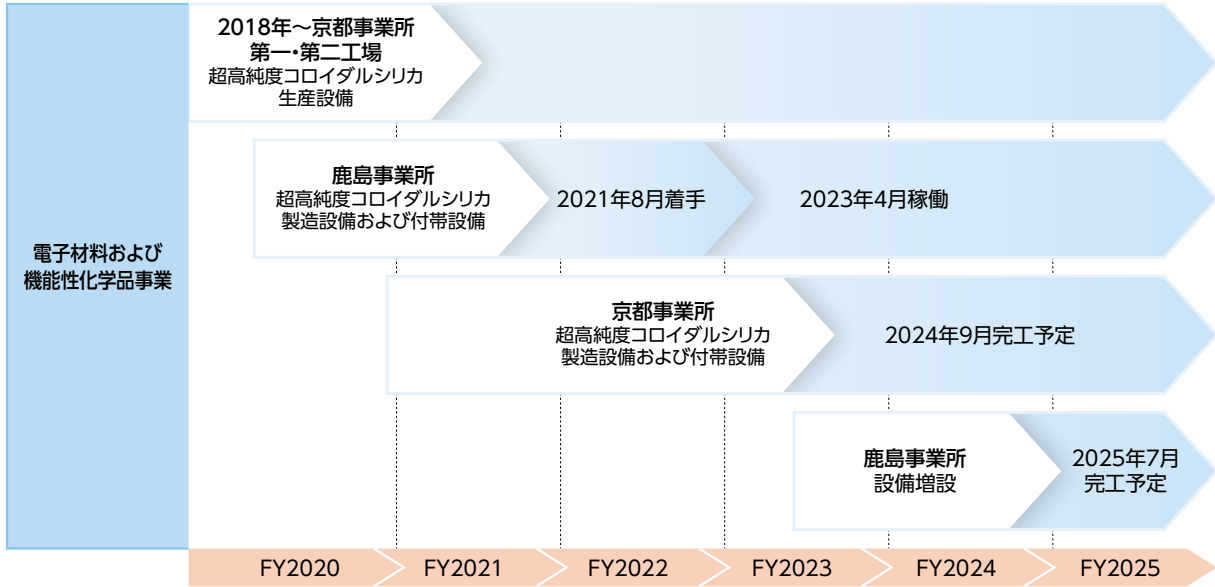 電子材料および
機能性化学品事業
2018年～京都事業所
第一・第二工場
超高純度コロイダルシリカ
生産設備
鹿島事業所
超高純度コロイダルシリカ
製造設備および付帯設備
2021年8月着手
2023年4月稼働
京都事業所
超高純度コロイダルシリカ
製造設備および付帯設備
2024年9月完工予定
鹿島事業所
設備増設
2025年7月
完工予定
FY2020
FY2021
FY2022
FY2023
FY2024
FY2025